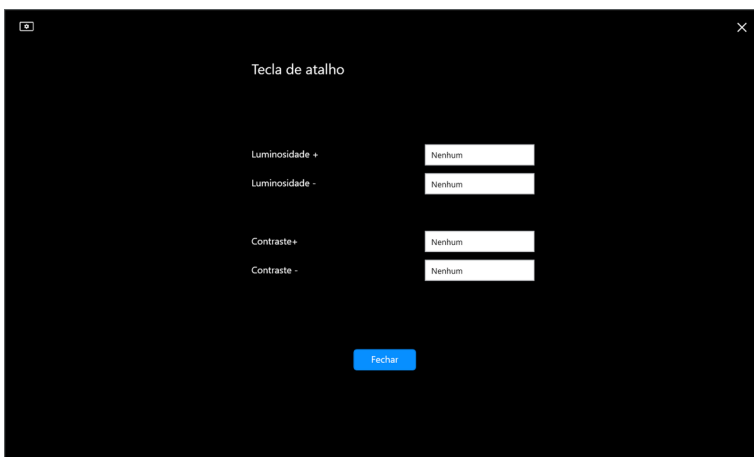 Tecla de atalho
Luminosidade + Nenhum
Luminosidade - Nenhum
Contraste+ Nenhum
Contraste - Nenhum
Fechar